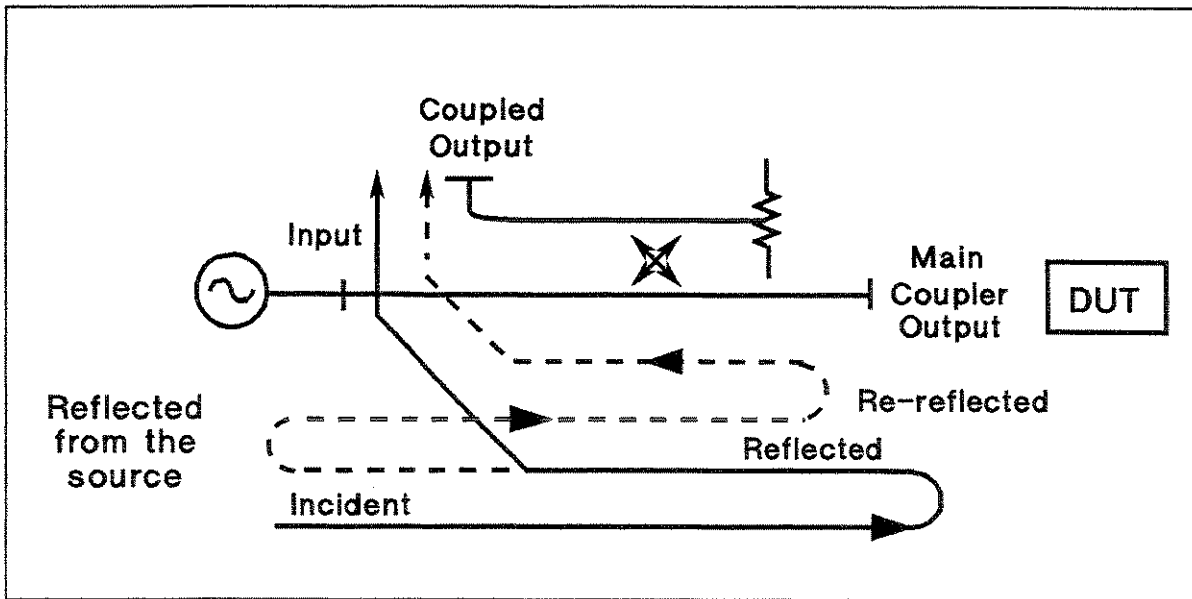 Coupled
Output
Input
Main
Coupler
Output
DUT
Re-reflected
Reflected
from the
source
Reflected
Incident